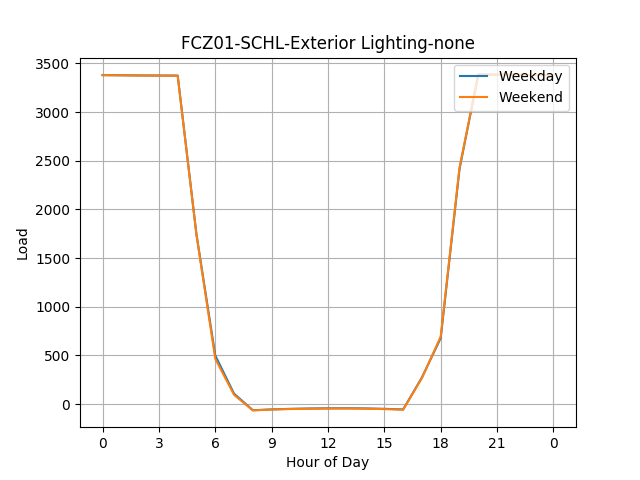 FCZ01-SCHL-Exterior Lighting-none
3500
3000
2500
2000
1500
1000
500
0
Load
Weekday
Weekend
0 3 6 9 12 15 18 21 0
Hour of Day